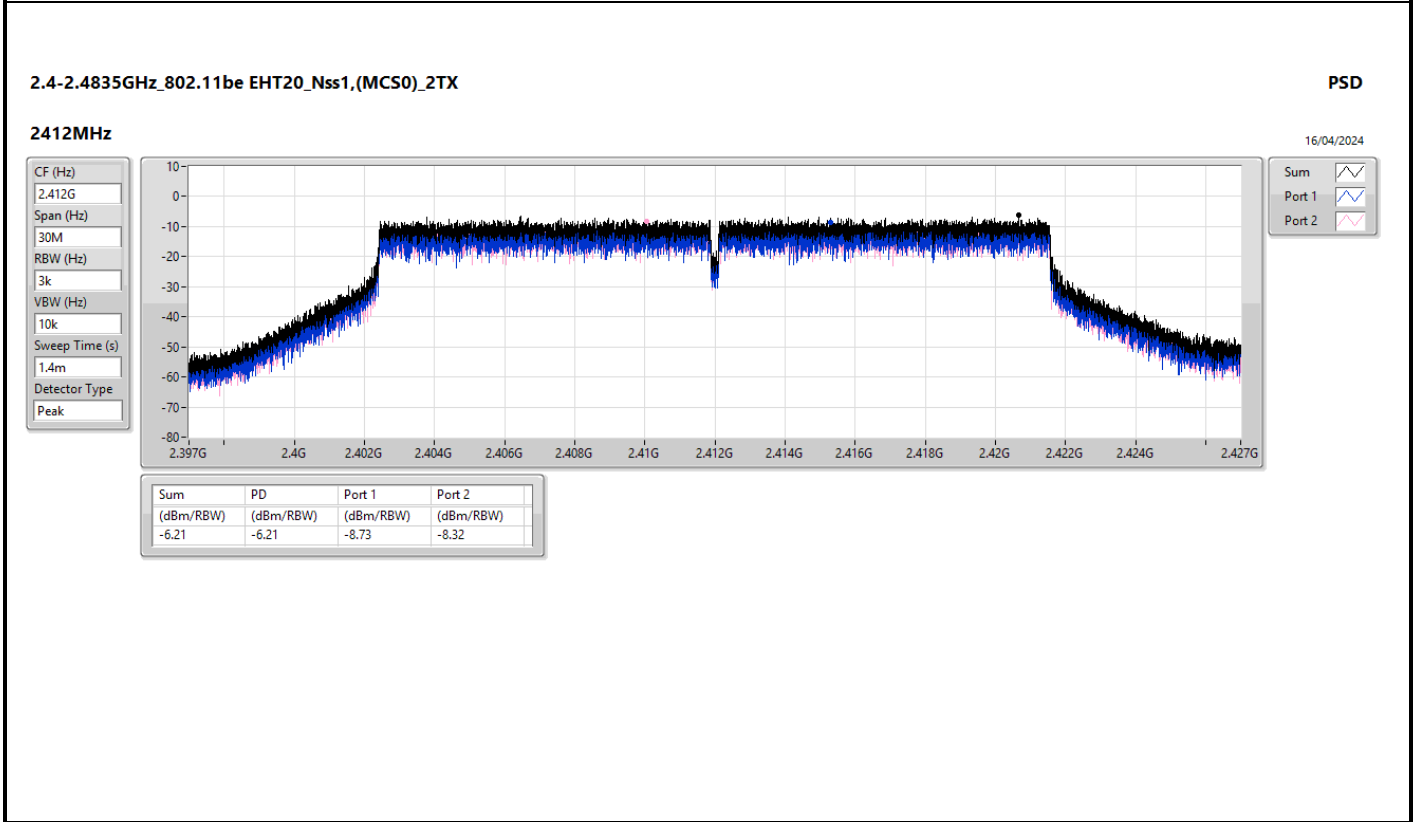 2.4-2.4835GHz_802.11be EHT20_Nss1,(MCS0)_2TX
PSD
2412MHz
16/04/2024
CF (Hz)
2.412G
Span (Hz)
30M
RBW (Hz)
3k
VBW (Hz)
10k
Sweep Time (s)
1.4m
Detector Type
Peak
10
0
-10
-20
-30
-40
-50
-60
-70
-80
2.397G 2.4G 2.402G 2.404G 2.406G 2.408G 2.41G 2.412G 2.414G 2.416G 2.418G 2.42G 2.422G 2.424G 2.427G
Sum
Port 1
Port 2
Sum PD Port 1 Port 2
(dBm/RBW) (dBm/RBW) (dBm/RBW) (dBm/RBW)
-6.21 -6.21 -8.73 -8.32